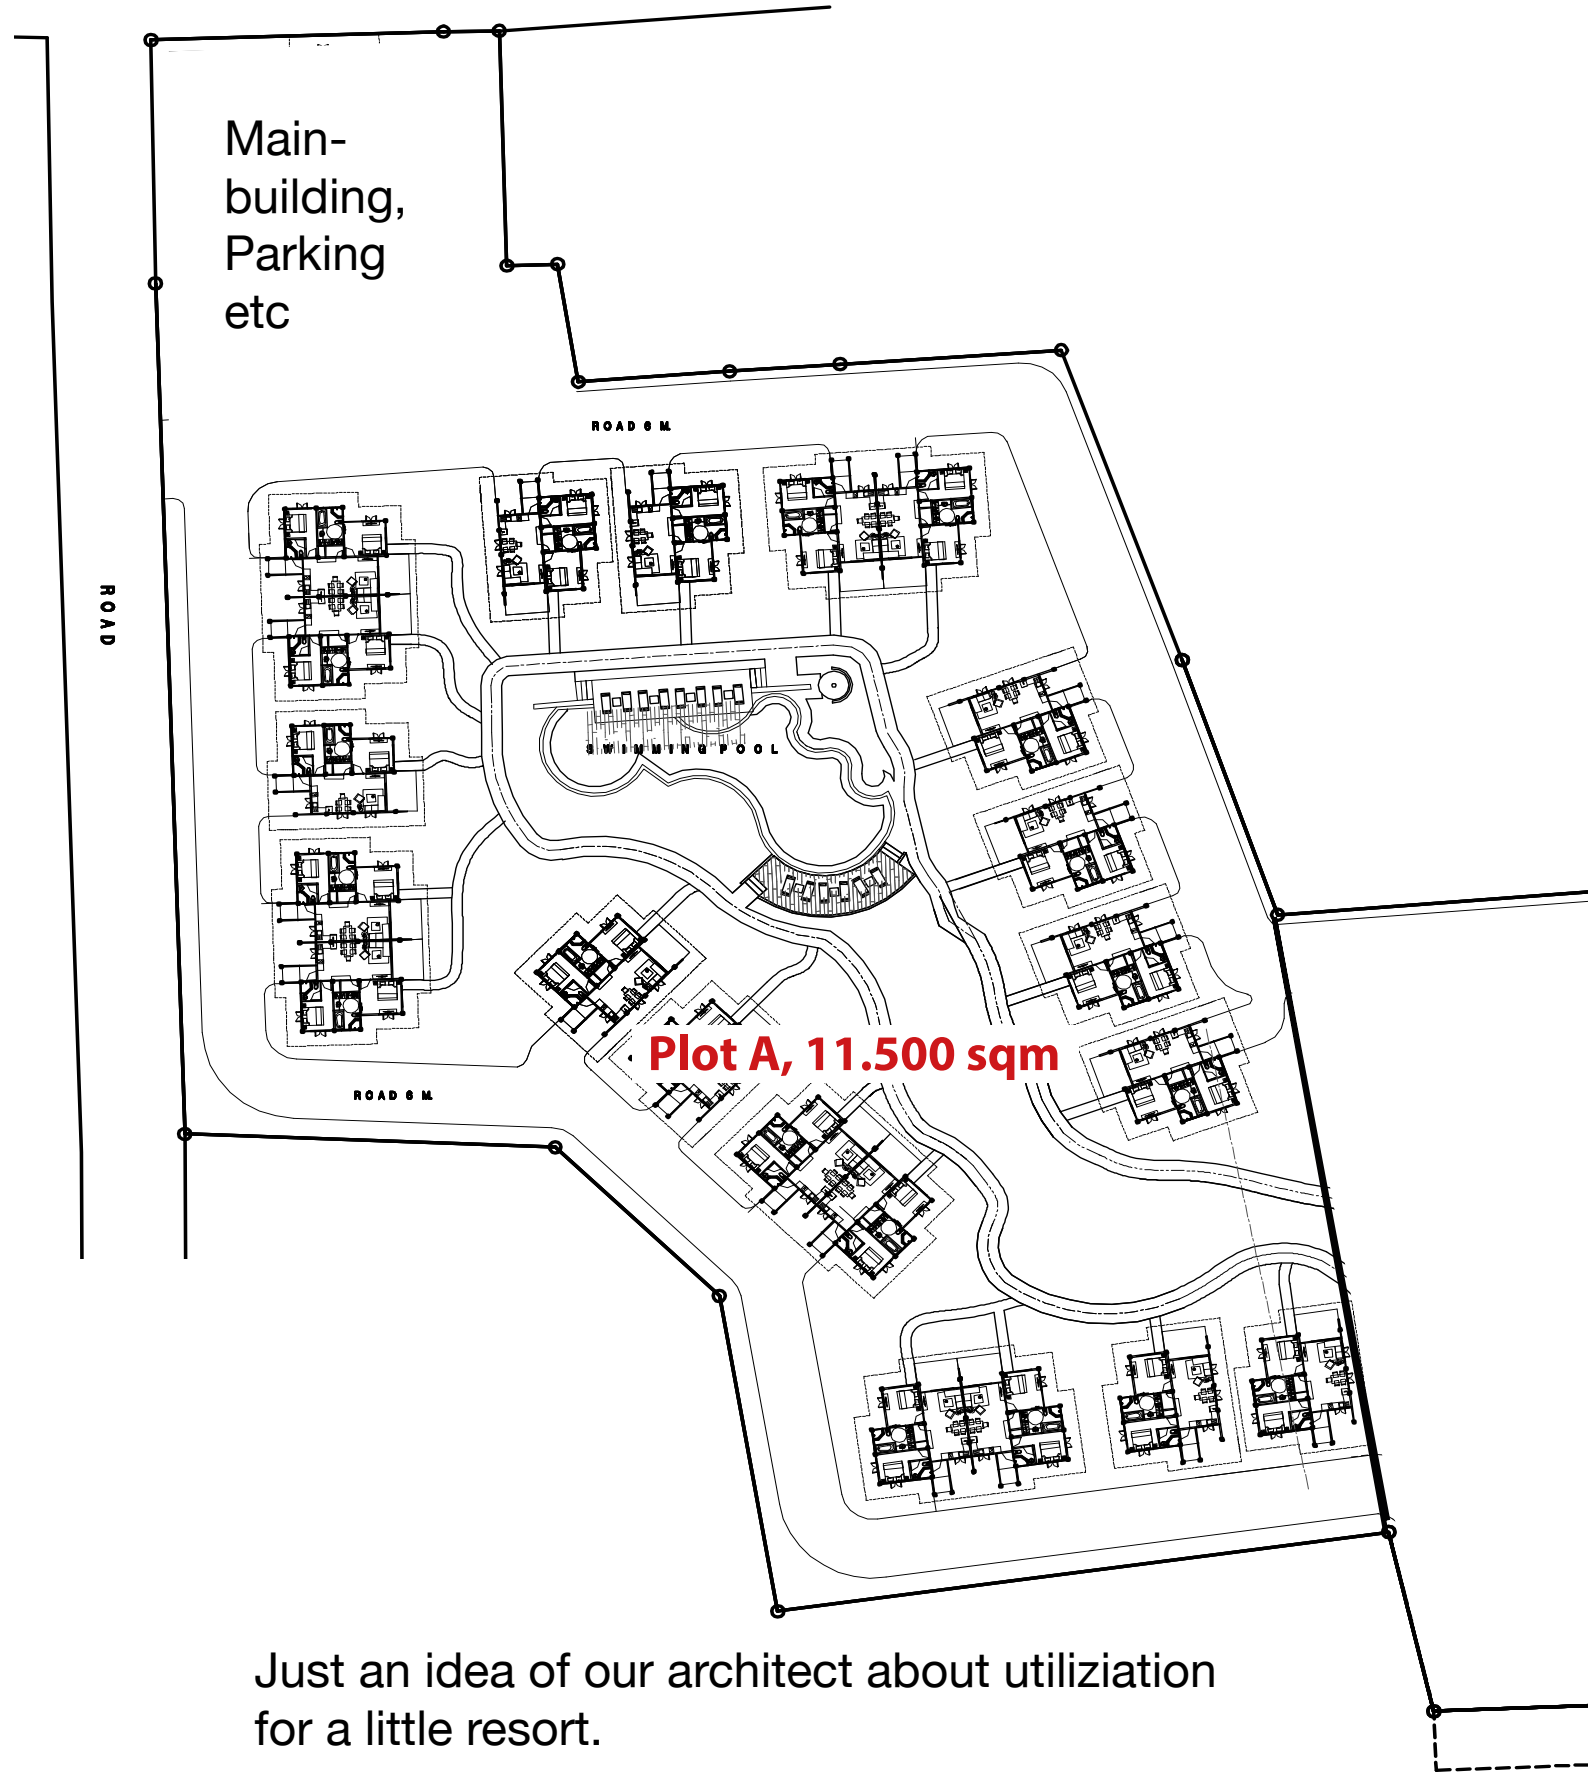 Main-
building,
Parking
etc
ROAD 6 M.
ROAD
SWIMMING POOL
Plot A, 11.500 sqm
ROAD 6 M.
Just an idea of our architect about utiliziation
for a little resort.